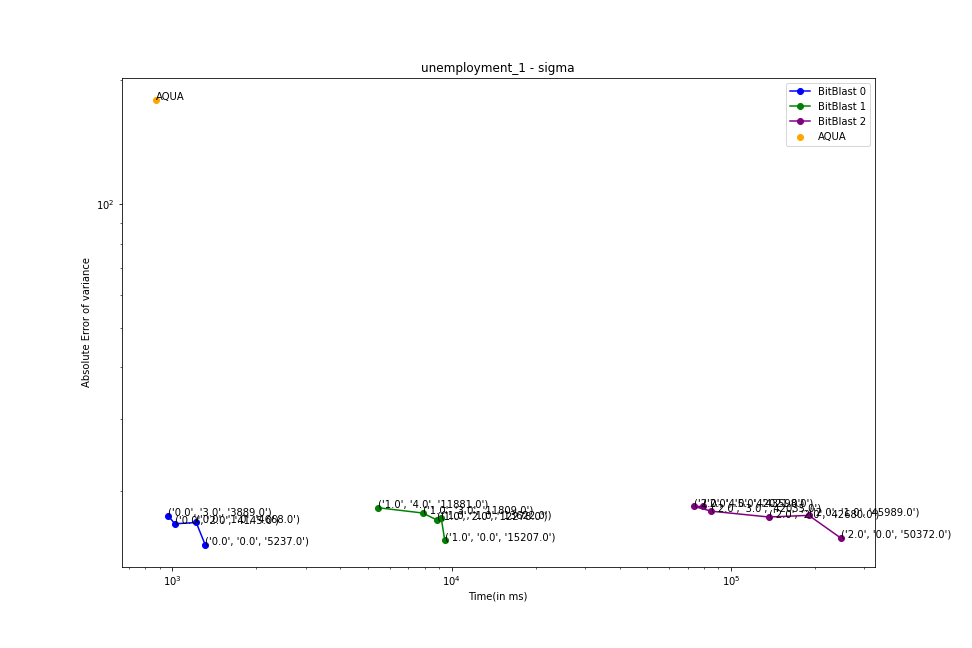 unemployment_1 - sigma
AQUA
BitBlast 0
BitBlast 1
BitBlast 2
AQUA
10²
Absolute Error of variance
('0.0', '3.0', '3889.0')
('0.0', '0.0', '5237.0')
('1.0', '4.0', '11881.0')
('1.0', '3.0', '11809.0')
('1.0', '0.0', '15207.0')
('2.0', '0.0', '50372.0')
10³
10⁴
10⁵
Time(in ms)